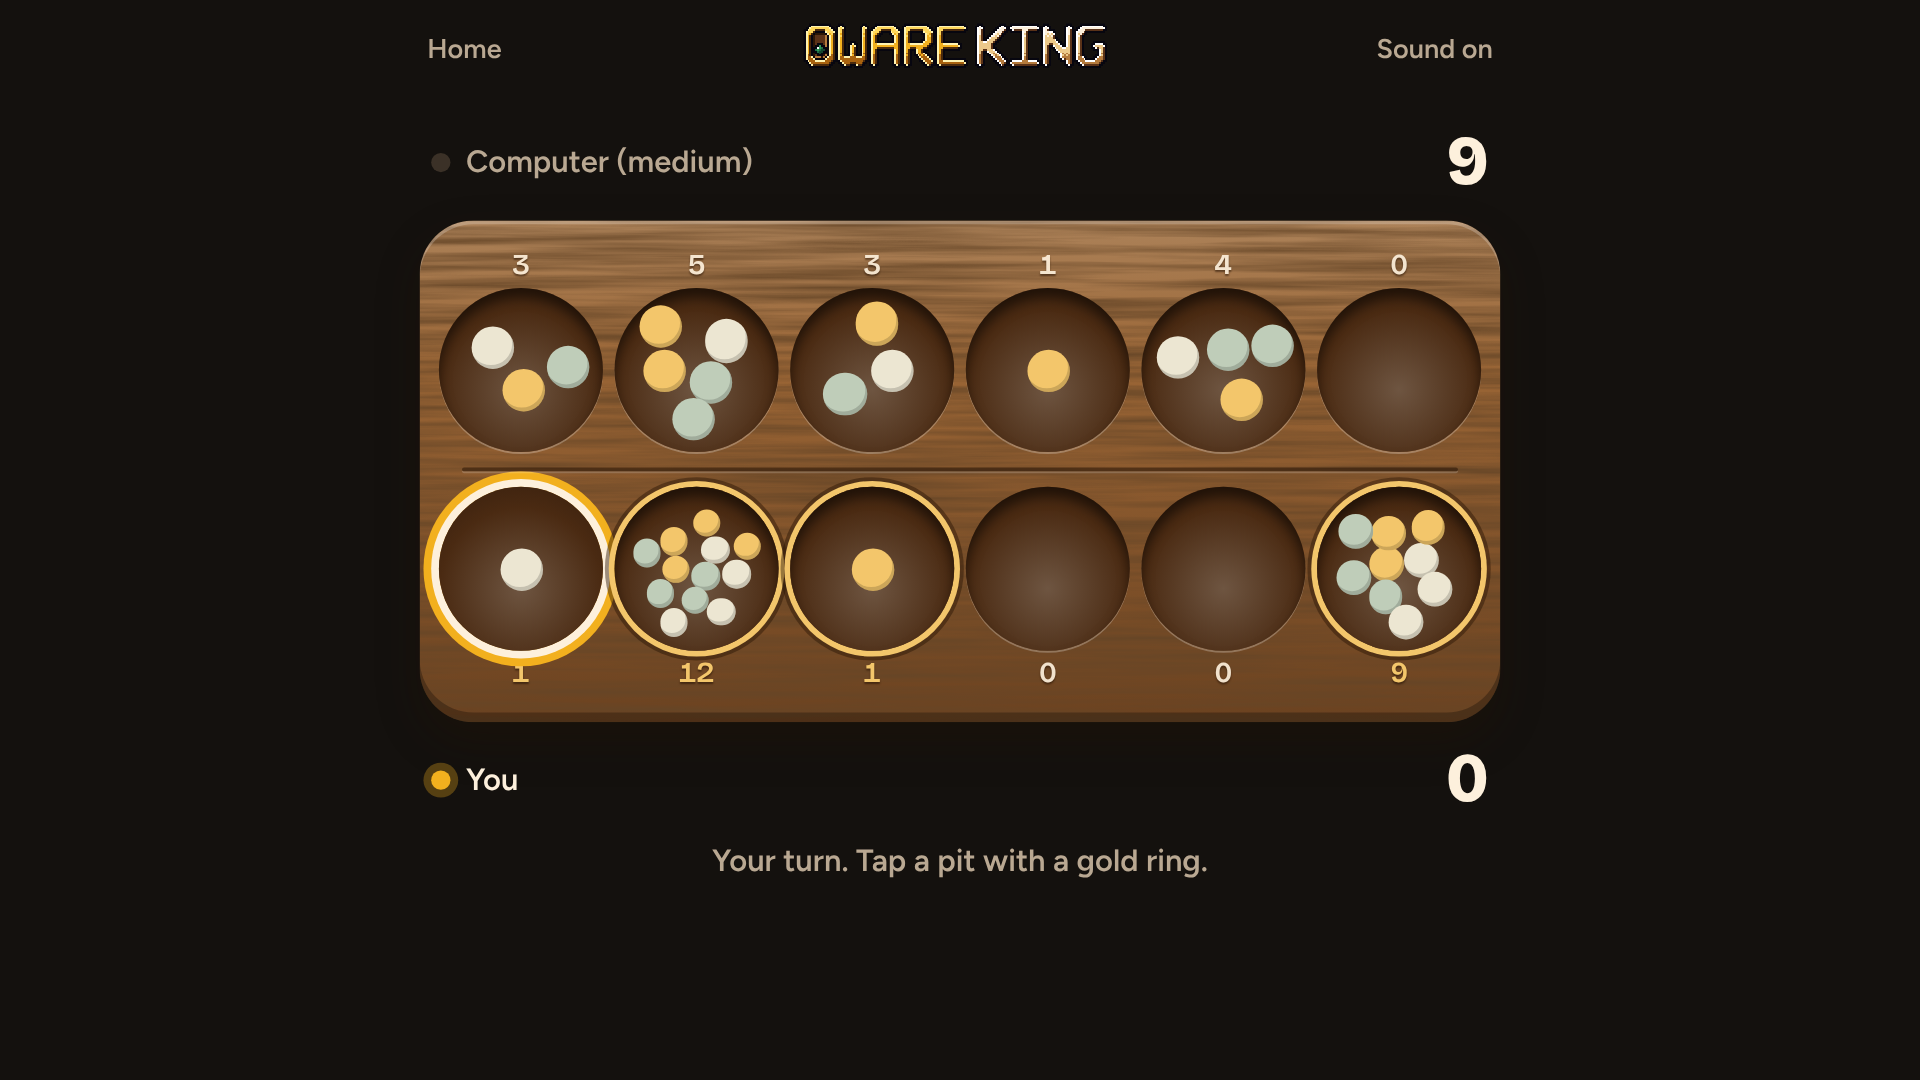 Home
OWARE KING
Sound on
Computer (medium)
9
3 5 3 1 4 0
1 12 1 0 0 9
You
0
Your turn. Tap a pit with a gold ring.